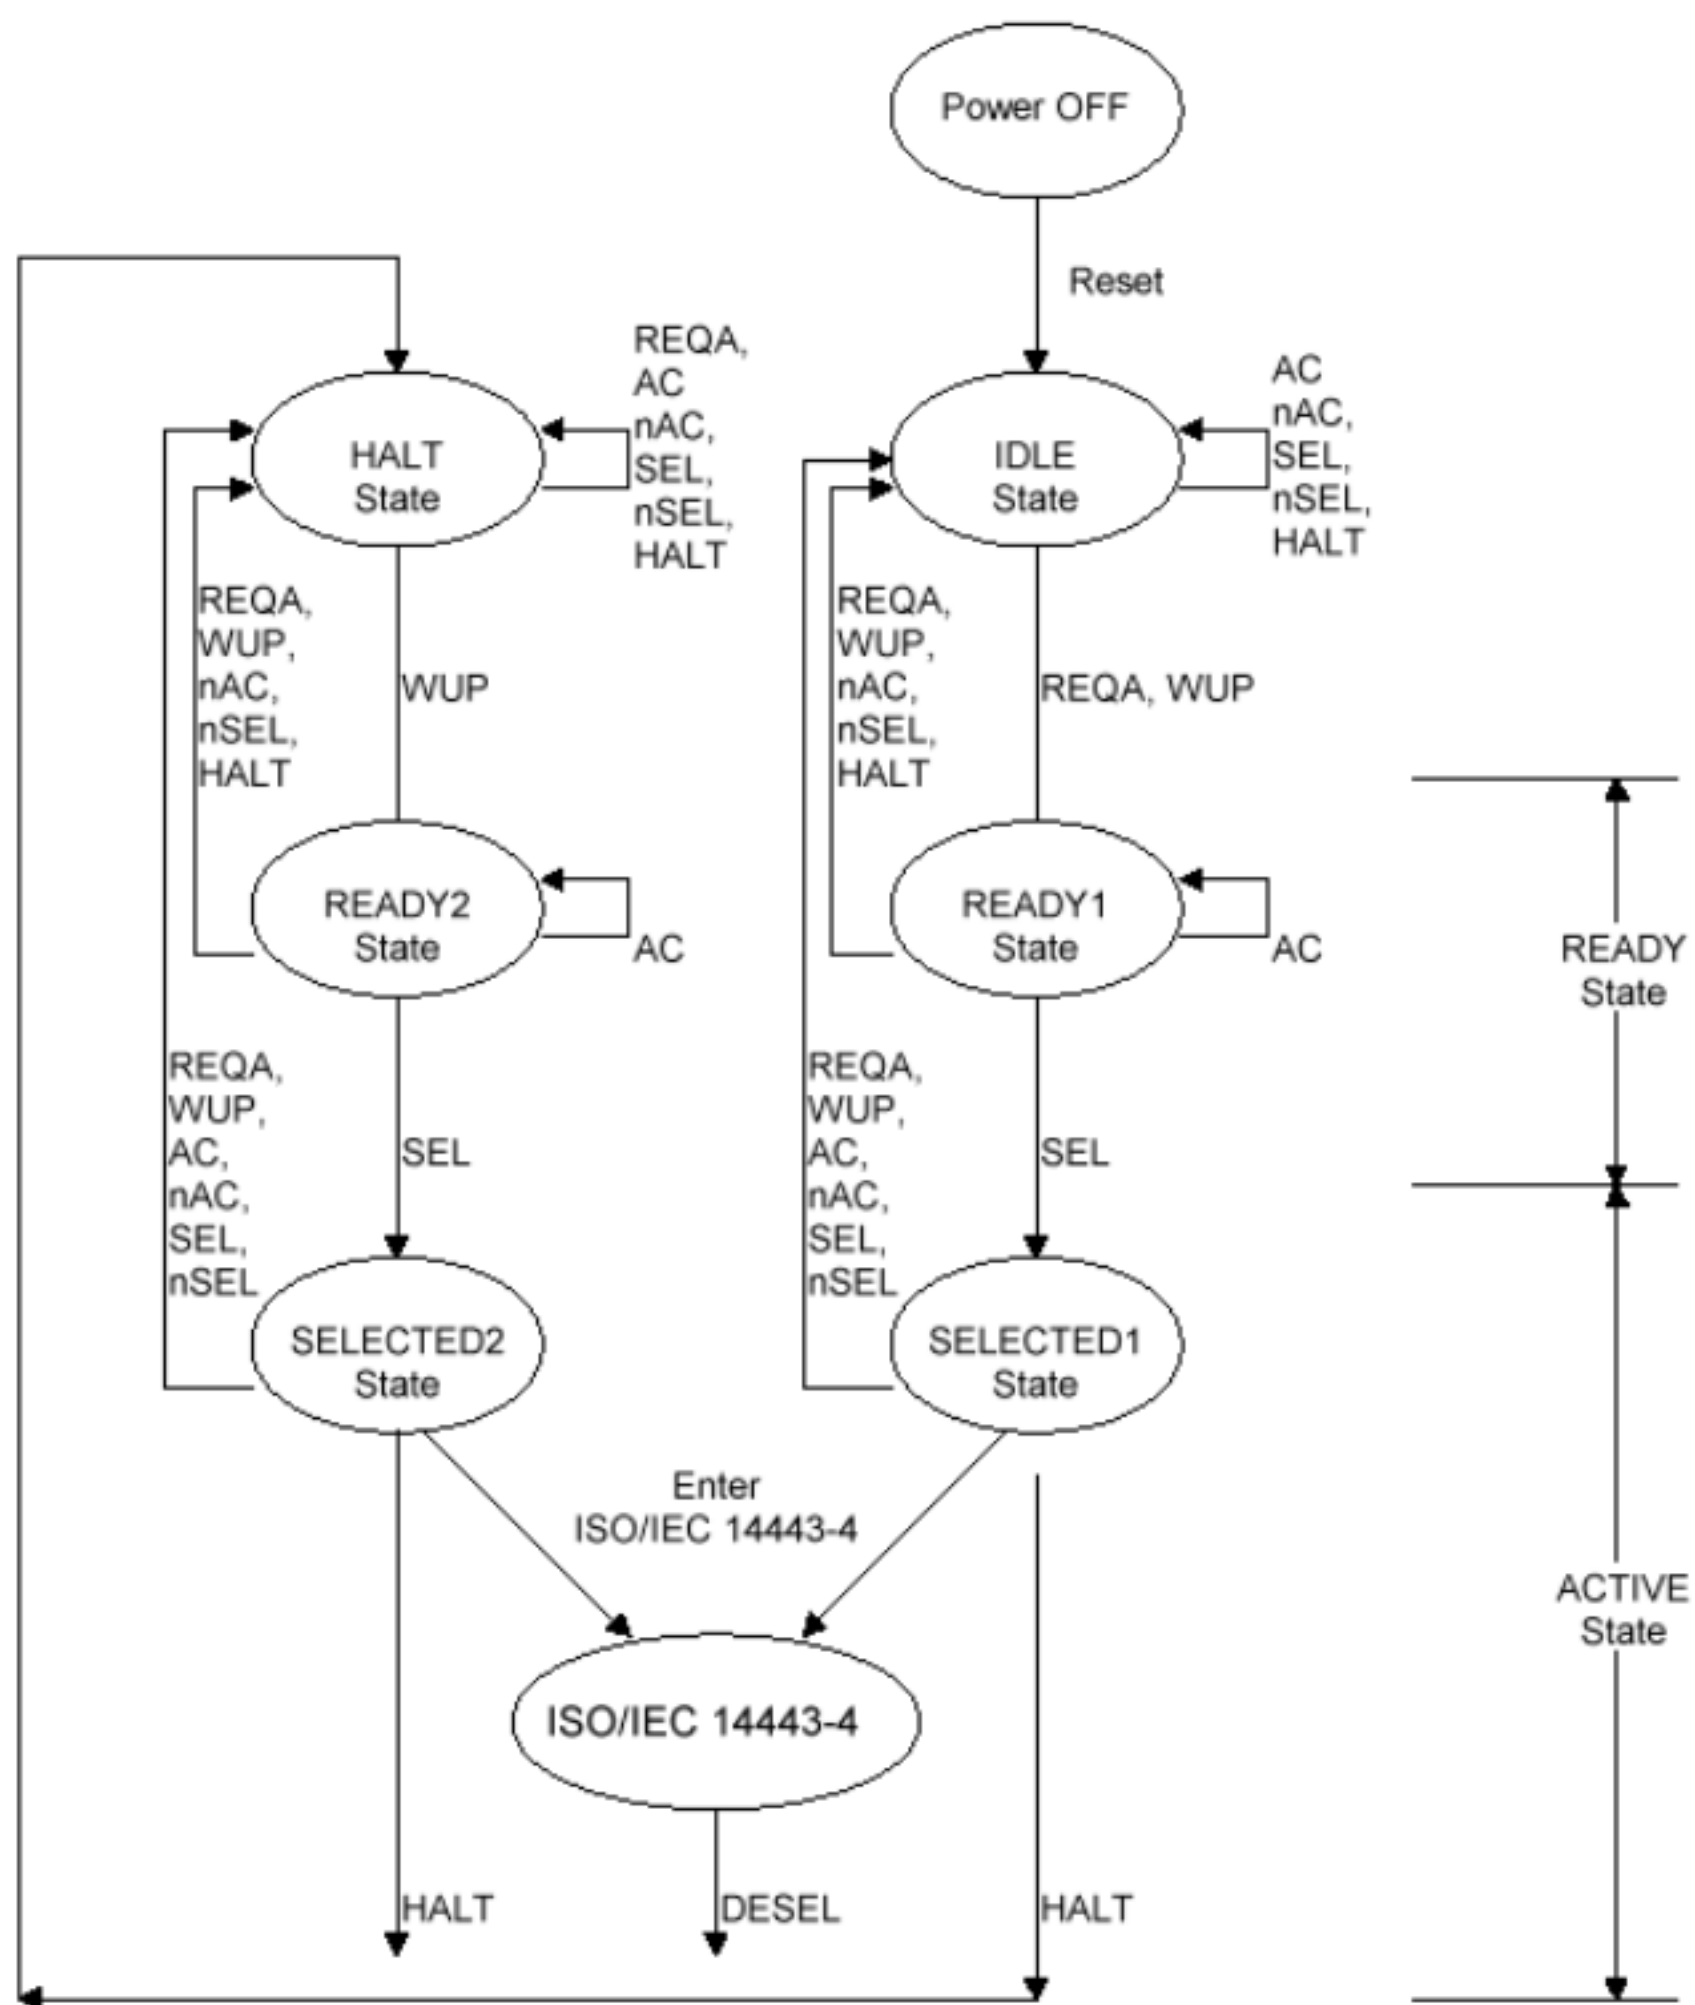 Power OFF
Reset
REQA,
AC
nAC,
SEL,
nSEL,
HALT
AC
nAC,
SEL,
nSEL,
HALT
HALT
State
IDLE
State
REQA,
WUP,
nAC,
nSEL,
HALT
WUP
REQA,
WUP,
nAC,
nSEL,
HALT
REQA, WUP
READY2
State
AC
READY1
State
AC
READY
State
REQA,
WUP,
AC,
nAC,
SEL,
nSEL
SEL
REQA,
WUP,
AC,
nAC,
SEL,
nSEL
SEL
SELECTED2
State
SELECTED1
State
Enter
ISO/IEC 14443-4
ACTIVE
State
ISO/IEC 14443-4
HALT
DESEL
HALT